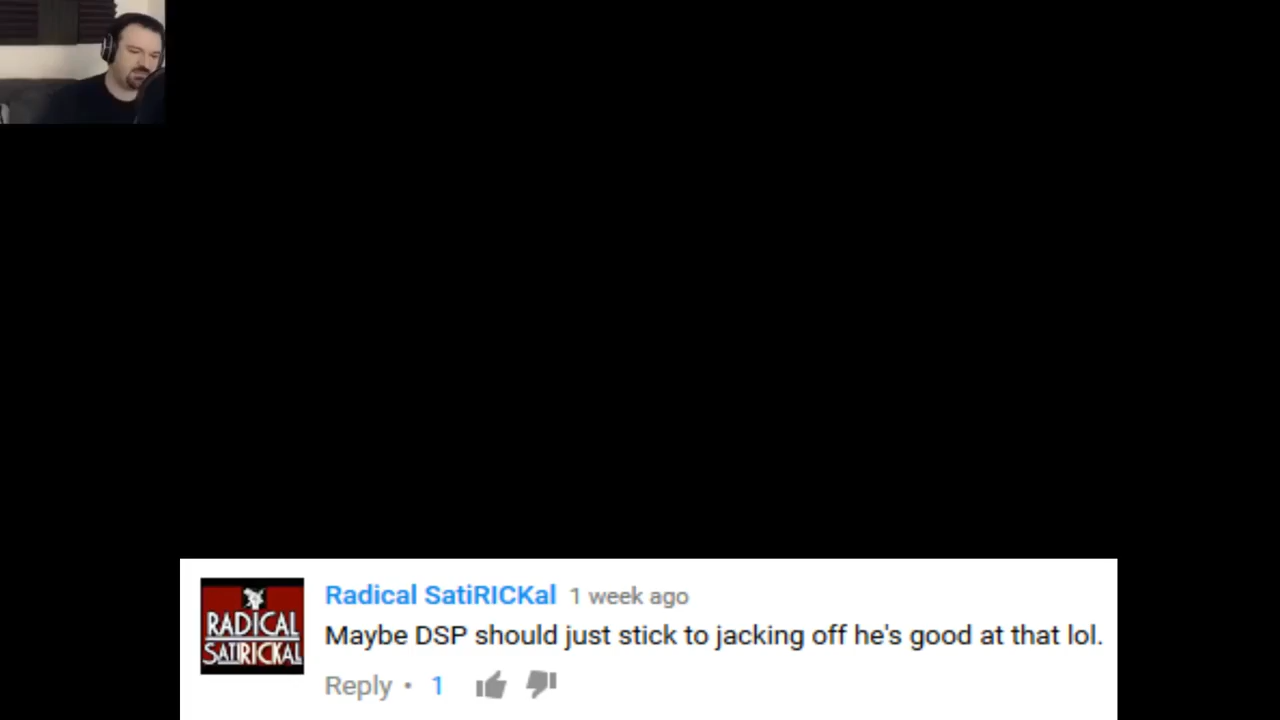 Radical SatiRICKal 1 week ago
RADICAL
SATIRICKAL
Maybe DSP should just stick to jacking off he's good at that lol.
Reply • 1